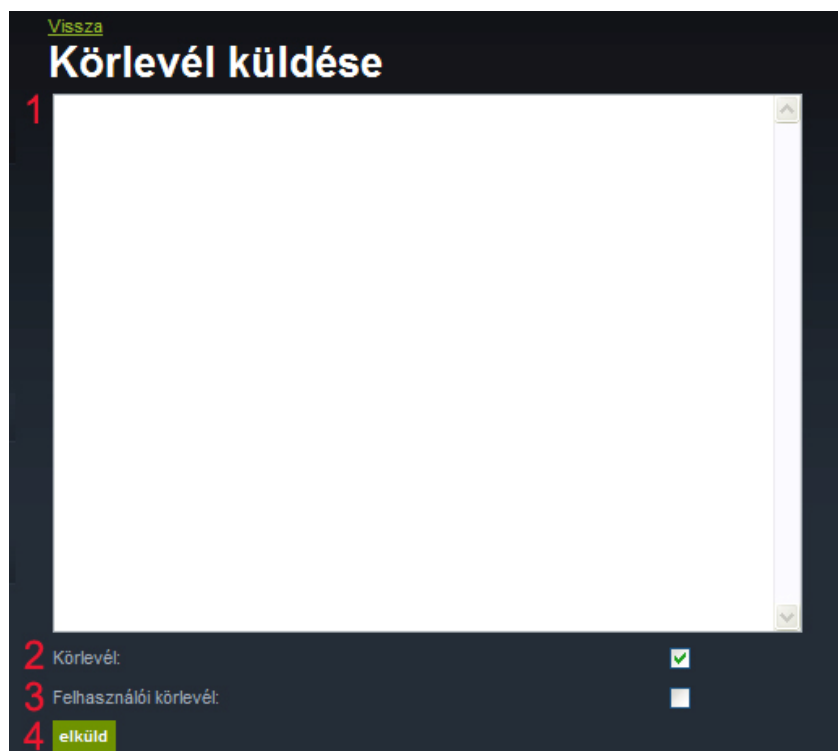 Vissza
Körlevél küldése
1
2 Körlevél:
3 Felhasználói körlevél:
4 elküld